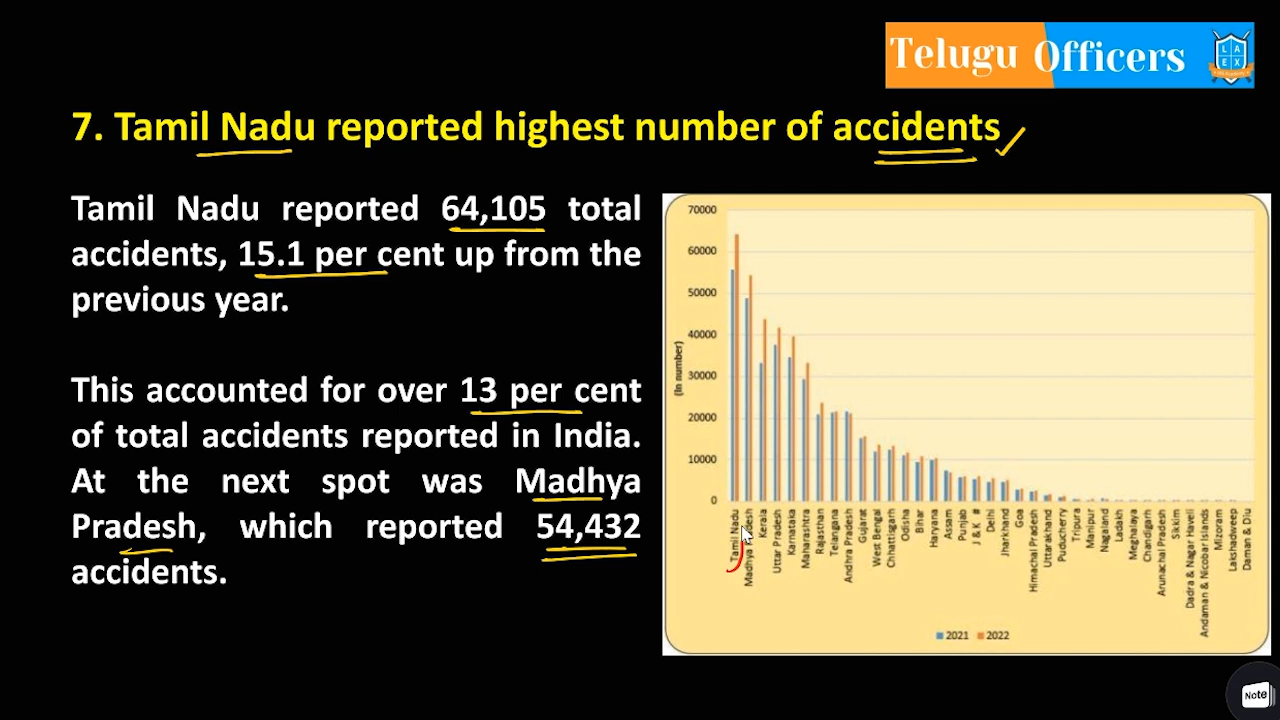 Telugu Officers
L A
E X
7. Tamil Nadu reported highest number of accidents
Tamil Nadu reported 64,105 total
accidents, 15.1 per cent up from the
previous year.
This accounted for over 13 per cent
of total accidents reported in India.
At the next spot was Madhya
Pradesh, which reported 54,432
accidents.
70000
60000
50000
40000
30000
20000
10000
0
(In number)
Tamil Nadu
Madhya Pradesh
Kerala
Uttar Pradesh
Karnataka
Maharashtra
Rajasthan
Telangana
Andhra Pradesh
Gujarat
West Bengal
Chhattisgarh
Odisha
Bihar
Haryana
Assam
Punjab
J & K #
Delhi
Jharkhand
Goa
Himachal Pradesh
Uttarakhand
Puducherry
Tripura
Manipur
Nagaland
Ladakh
Meghalaya
Chandigarh
Arunachal Pradesh
Sikkim
Dadra & Nagar Haveli
Andaman & Nicobar Islands
Mizoram
Lakshadweep
Daman & Diu
2021 2022
Note